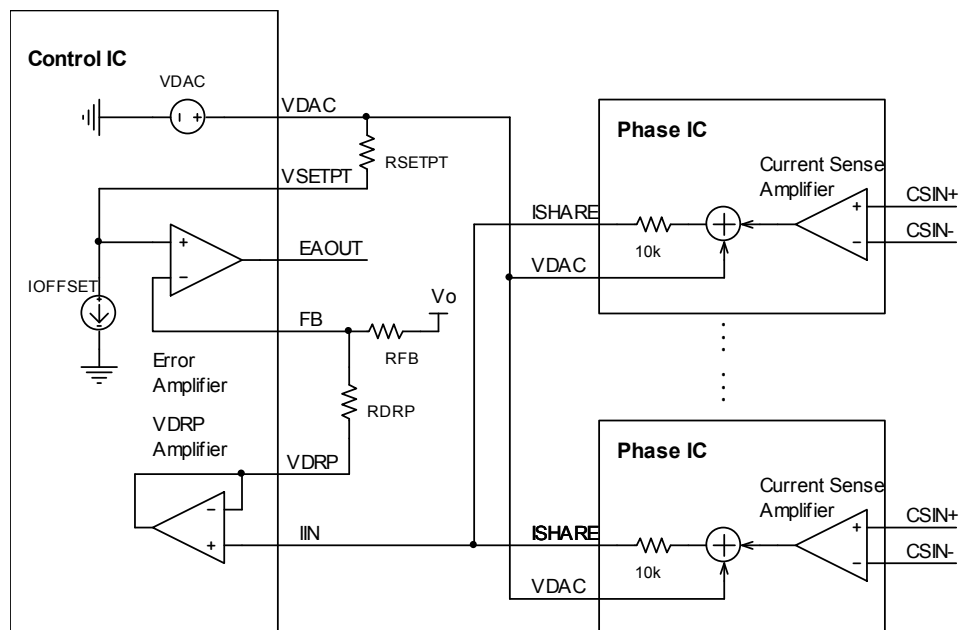 Control IC
VDAC
VDAC
RSETPT
VSETPT
+
-
EAOUT
IOFFSET
FB
Vo
RFB
RDRP
Error
Amplifier
VDRP
Amplifier
VDRP
-
+
IIN
Phase IC
Current Sense
Amplifier
CSIN+
CSIN-
+
-
ISHARE
10k
VDAC
Phase IC
Current Sense
Amplifier
CSIN+
CSIN-
+
-
ISHARE
10k
VDAC